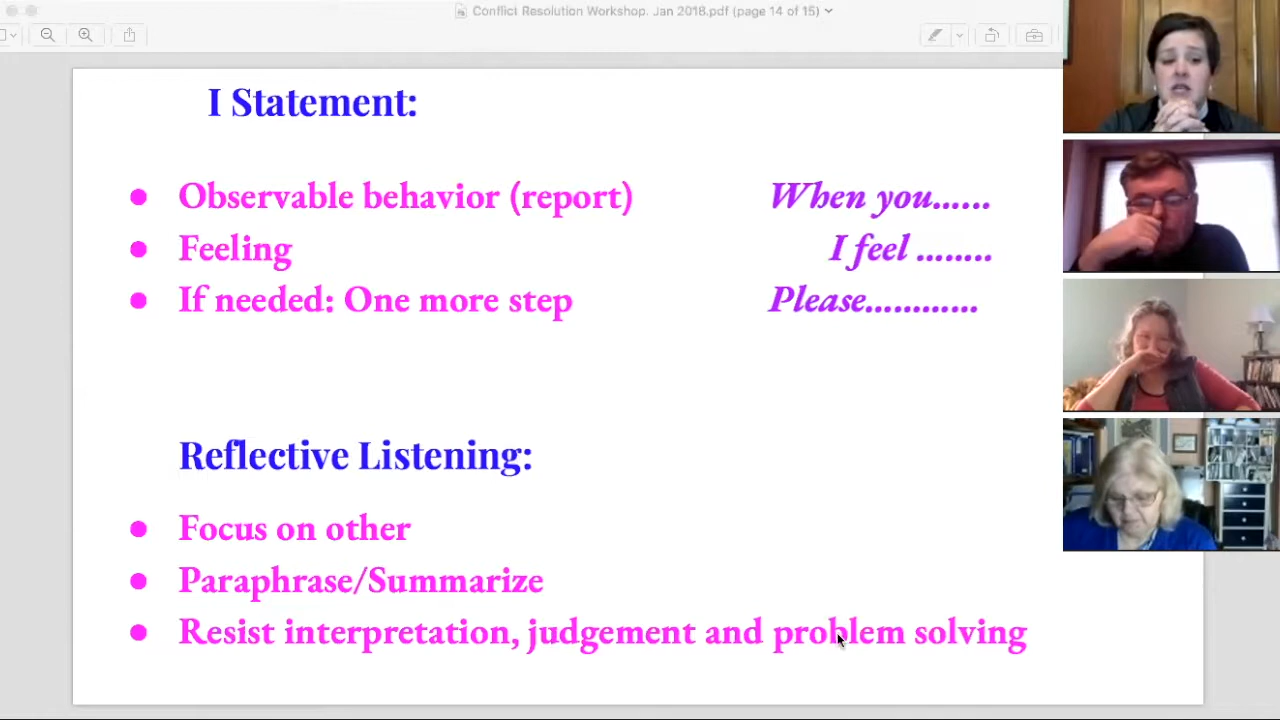 Conflict Resolution Workshop. Jan 2018.pdf (page 14 of 15)
I Statement:
● Observable behavior (report) When you......
● Feeling I feel ........
● If needed: One more step Please............
Reflective Listening:
● Focus on other
● Paraphrase/Summarize
● Resist interpretation, judgement and problem solving